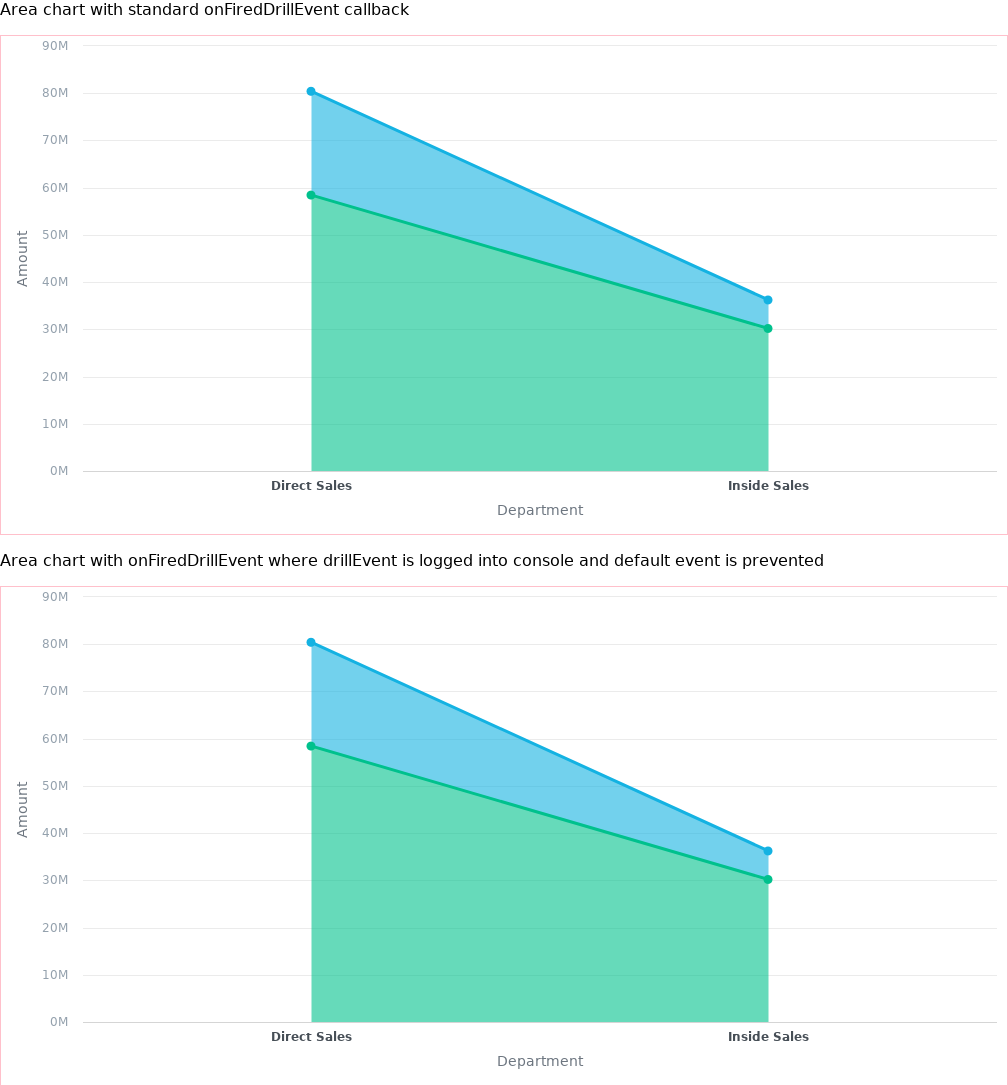 Area chart with standard onFiredDrillEvent callback
90M
80M
70M
60M
50M
40M
30M
20M
10M
0M
Amount
Direct Sales
Inside Sales
Department
Area chart with onFiredDrillEvent where drillEvent is logged into console and default event is prevented
90M
80M
70M
60M
50M
40M
30M
20M
10M
0M
Amount
Direct Sales
Inside Sales
Department